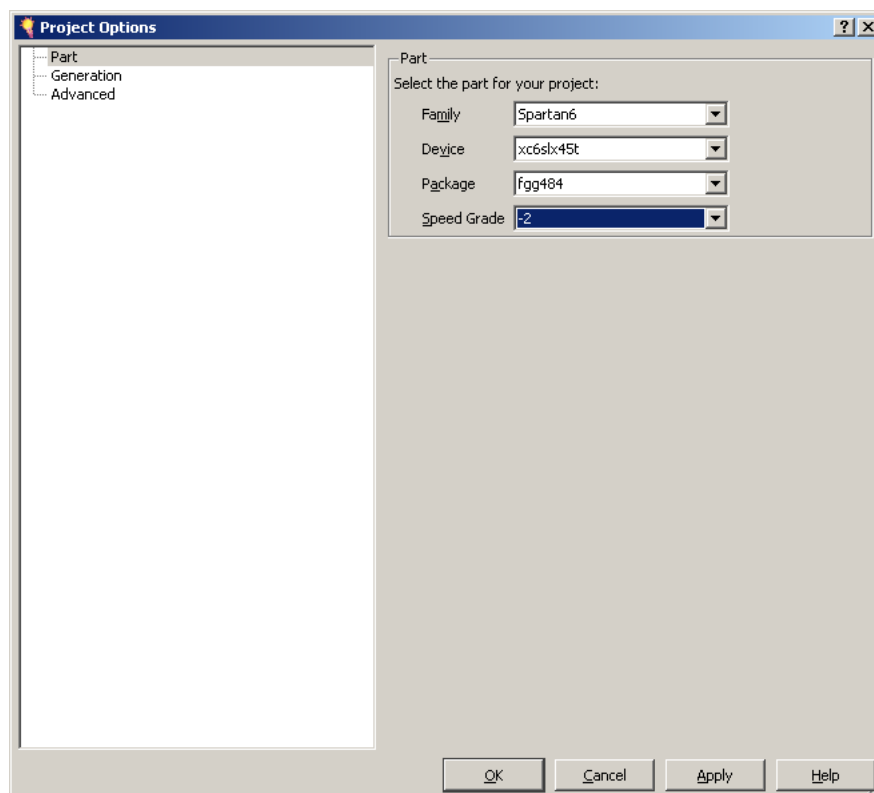 Project Options
Part
Generation
Advanced
Part
Select the part for your project:
Family Spartan6
Device xc6slx45t
Package fgg484
Speed Grade -2
OK Cancel Apply Help